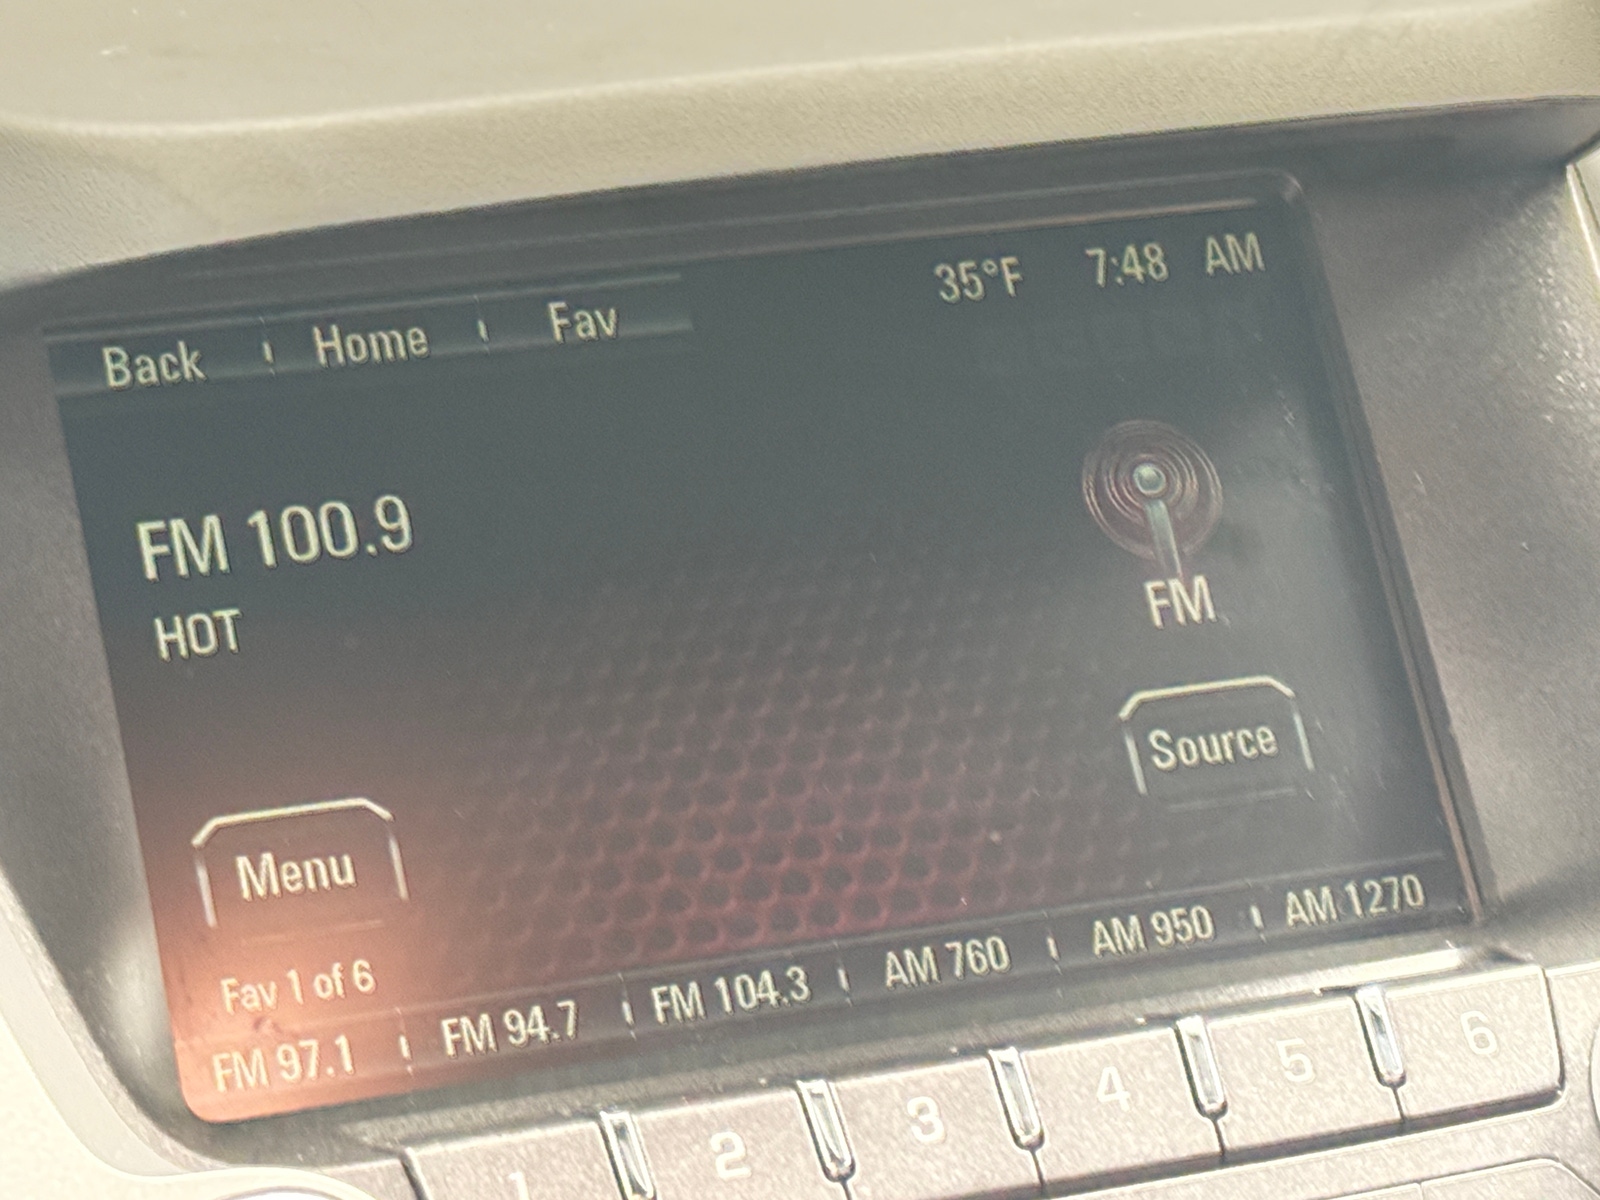 35°F 7:48 AM
Back Home Fav
FM 100.9
HOT
FM
Source
Menu
Fav 1 of 6
FM 97.1 FM 94.7 FM 104.3 AM 760 AM 950 AM 1270
1 2 3 4 5 6